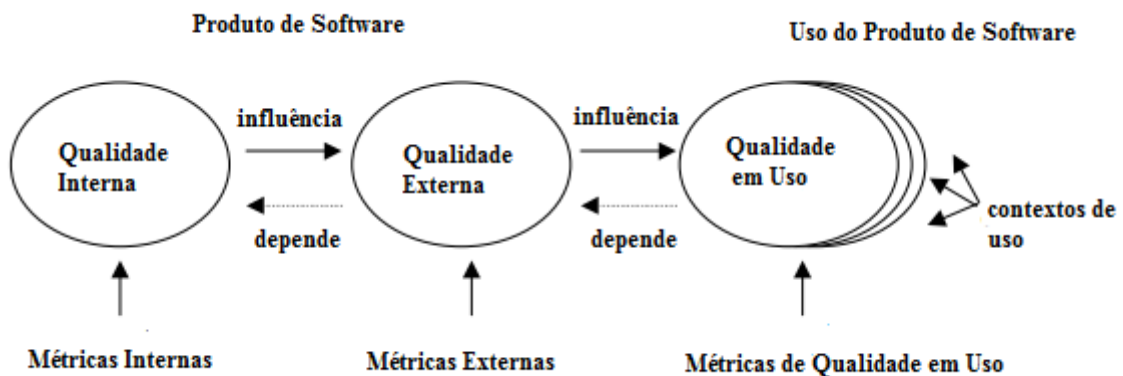 Produto de Software
Uso do Produto de Software
Qualidade
Interna
influência
depende
Qualidade
Externa
influência
depende
Qualidade
em Uso
contextos de
uso
Métricas Internas
Métricas Externas
Métricas de Qualidade em Uso